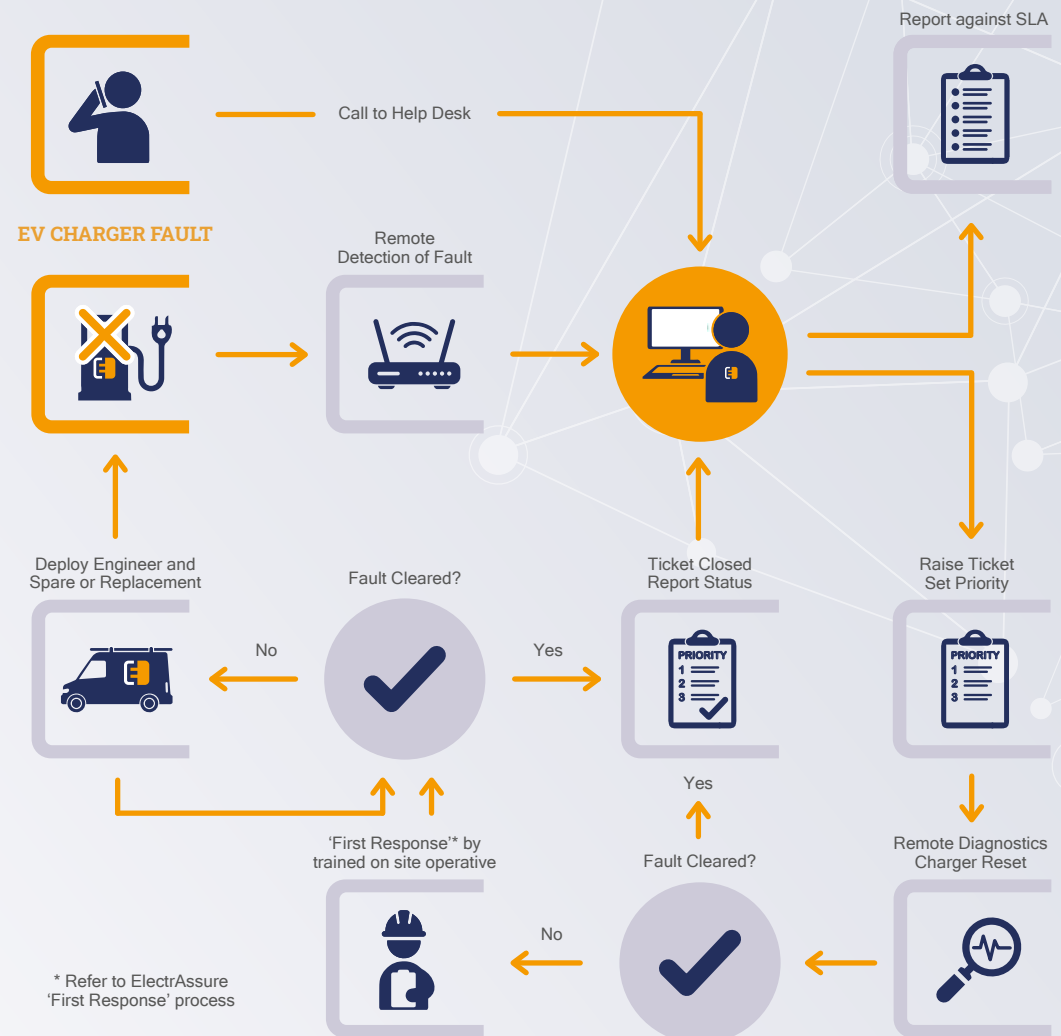 Report against SLA
Call to Help Desk
EV CHARGER FAULT
Remote
Detection of Fault
Deploy Engineer and
Spare or Replacement
Fault Cleared?
Ticket Closed
Report Status
Raise Ticket
Set Priority
No
Yes
PRIORITY
1
2
3
PRIORITY
1
2
3
Yes
'First Response'* by
trained on site operative
Fault Cleared?
Remote Diagnostics
Charger Reset
No
* Refer to ElectrAssure
'First Response' process